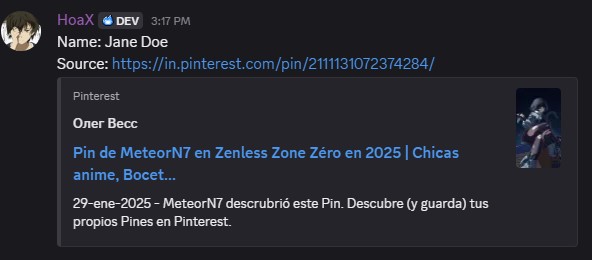 HoaX DEV 3:17 PM
Name: Jane Doe
Source: https://in.pinterest.com/pin/2111131072374284/
Pinterest
Олег Весс
Pin de MeteorN7 en Zenless Zone Zéro en 2025 | Chicas
anime, Bocet...
29-ene-2025 - MeteorN7 descrubrió este Pin. Descubre (y guarda) tus
propios Pines en Pinterest.